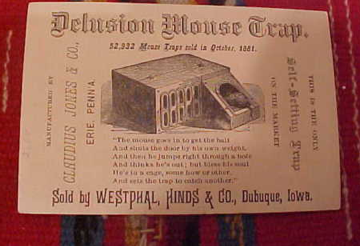 Delusion Mouse Trap.
52,932 Mouse Traps sold in October, 1881.
MANUFACTURED BY
CLAUDIUS JONES & CO.,
ERIE, PENN'A.
THIS IS THE ONLY
Self-Setting Trap
ON THE MARKET
"The mouse goes in to get the bait
And shuts the door by his own weight,
And then he jumps right through a hole
And thinks he's out; but bless his soul
He's in a cage, some how or other,
And sets the trap to catch another."
Sold by WESTPHAL, HINDS & CO., Dubuque, Iowa.